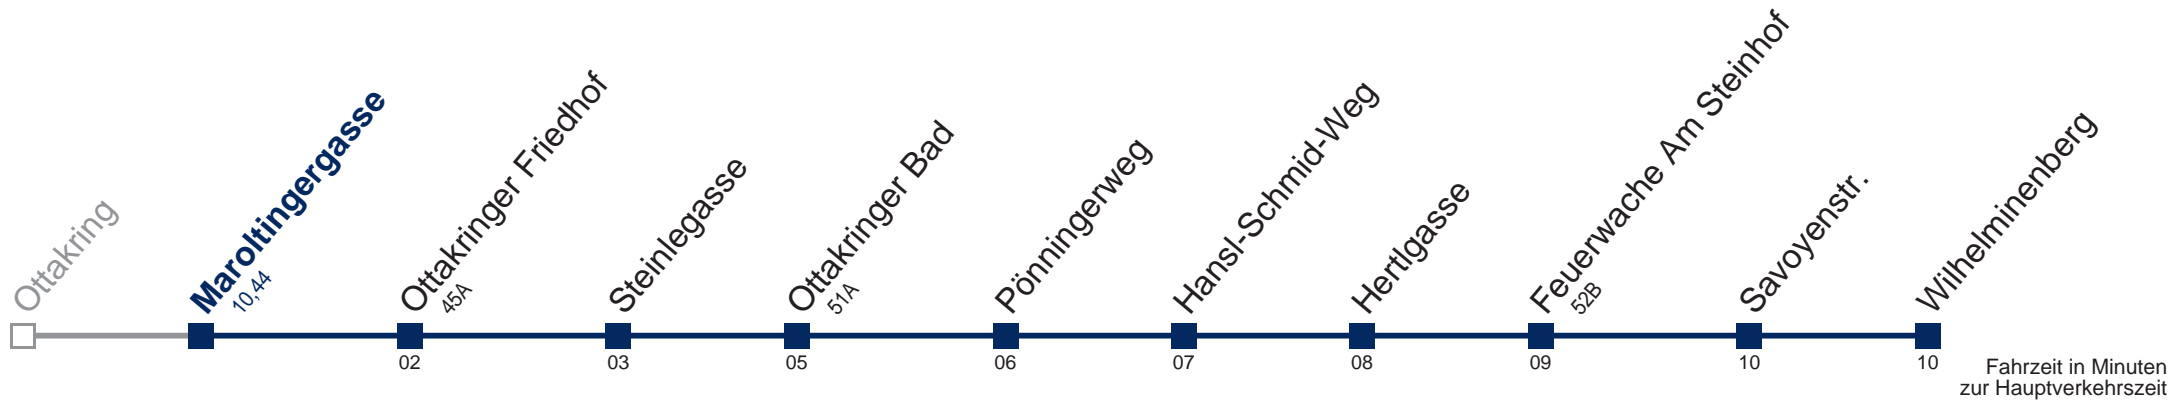 Ottakring
Maroltingergasse
10,44
Ottakringer Friedhof
45A
Steinlegasse
Ottakringer Bad
51A
Pönningerweg
Hansl-Schmid-Weg
Hertlgasse
Feuerwache Am Steinhof
52B
Savoyenstr.
Wilhelminenberg
02
03
05
06
07
08
09
10
10
Fahrzeit in Minuten
zur Hauptverkehrszeit